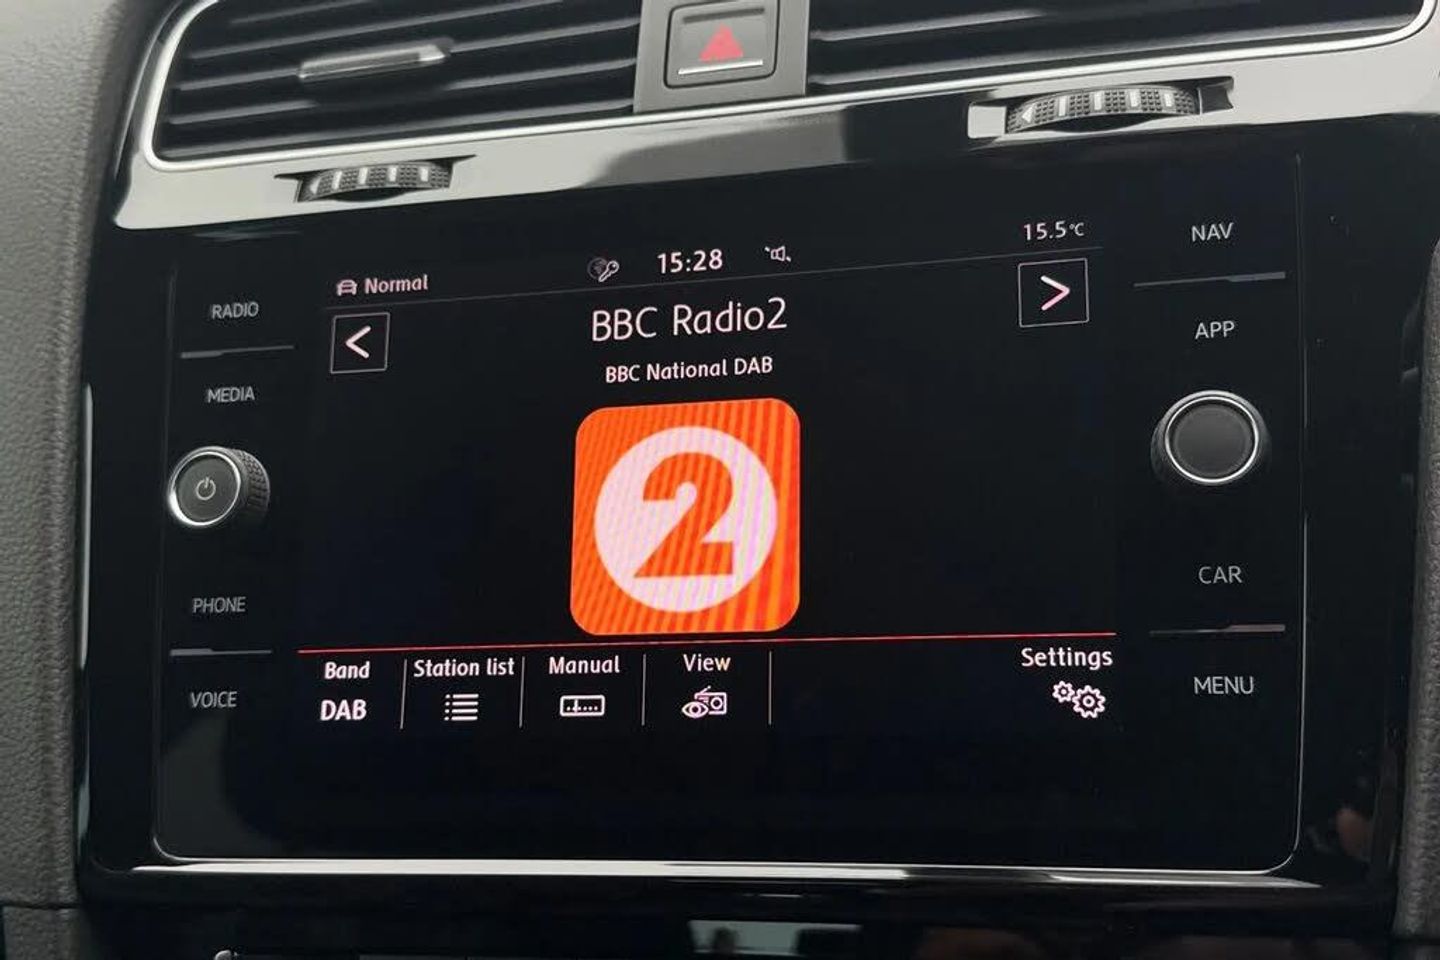 Normal
15:28
15.5°C
BBC Radio2
BBC National DAB
2
Band
DAB
Station list
Manual
View
Settings
RADIO
MEDIA
PHONE
VOICE
NAV
APP
CAR
MENU